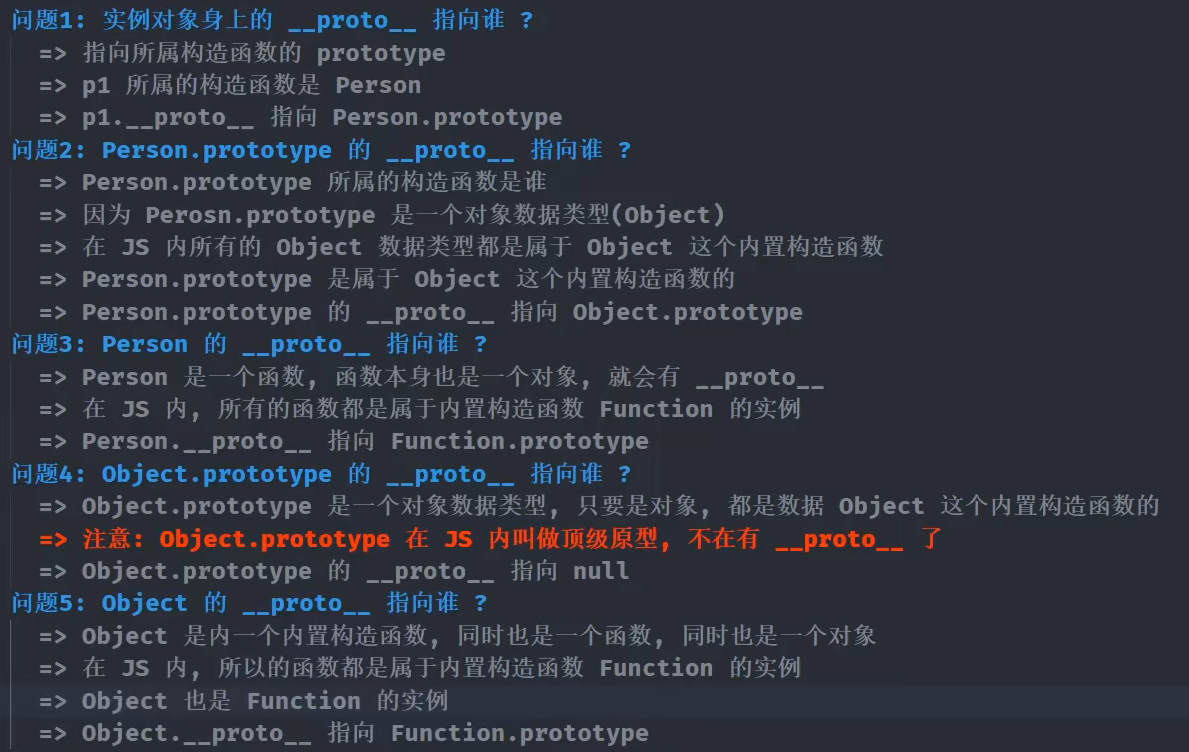 问题1: 实例对象身上的 __proto__ 指向谁 ?
=> 指向所属构造函数的 prototype
=> p1 所属的构造函数是 Person
=> p1.__proto__ 指向 Person.prototype
问题2: Person.prototype 的 __proto__ 指向谁 ?
=> Person.prototype 所属的构造函数是谁
=> 因为 Perosn.prototype 是一个对象数据类型(Object)
=> 在 JS 内所有的 Object 数据类型都是属于 Object 这个内置构造函数
=> Person.prototype 是属于 Object 这个内置构造函数的
=> Person.prototype 的 __proto__ 指向 Object.prototype
问题3: Person 的 __proto__ 指向谁 ?
=> Person 是一个函数, 函数本身也是一个对象, 就会有 __proto__
=> 在 JS 内, 所有的函数都是属于内置构造函数 Function 的实例
=> Person.__proto__ 指向 Function.prototype
问题4: Object.prototype 的 __proto__ 指向谁 ?
=> Object.prototype 是一个对象数据类型, 只要是对象, 都是数据 Object 这个内置构造函数的
=> 注意: Object.prototype 在 JS 内叫做顶级原型, 不在有 __proto__ 了
=> Object.prototype 的 __proto__ 指向 null
问题5: Object 的 __proto__ 指向谁 ?
=> Object 是内一个内置构造函数, 同时也是一个函数, 同时也是一个对象
=> 在 JS 内, 所以的函数都是属于内置构造函数 Function 的实例
=> Object 也是 Function 的实例
=> Object.__proto__ 指向 Function.prototype